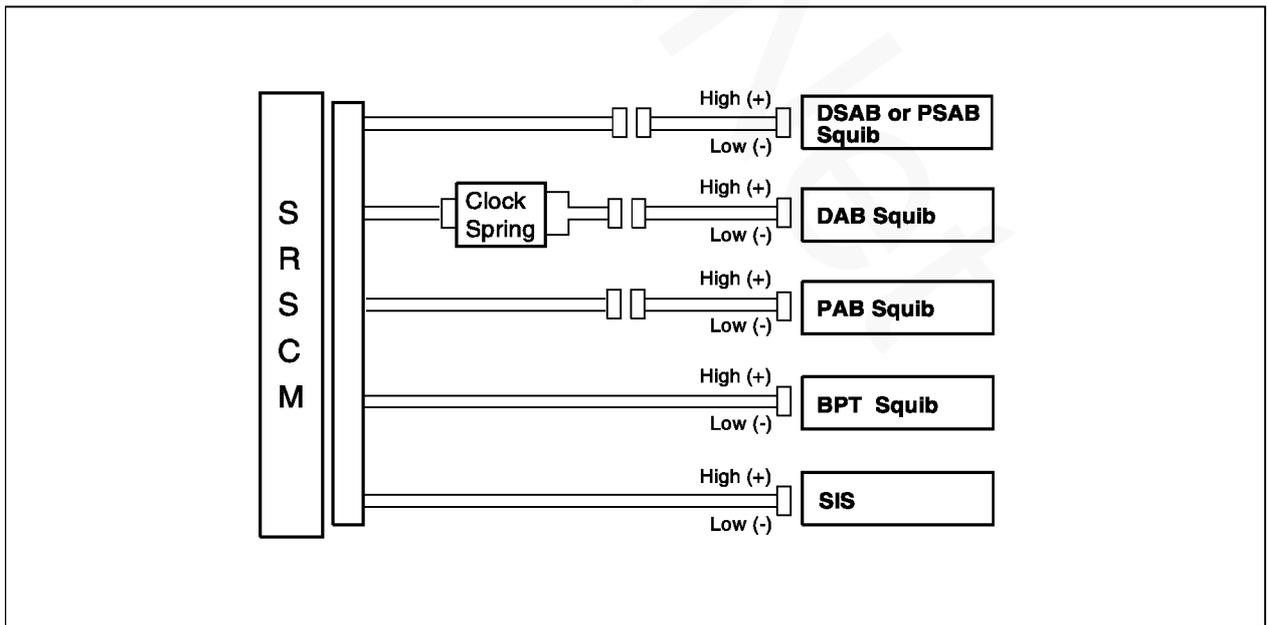 High (+)
DSAB or PSAB
Squib
Low (-)
S
R
S
C
M
Clock
Spring
High (+)
DAB Squib
Low (-)
High (+)
PAB Squib
Low (-)
High (+)
BPT Squib
Low (-)
High (+)
SIS
Low (-)